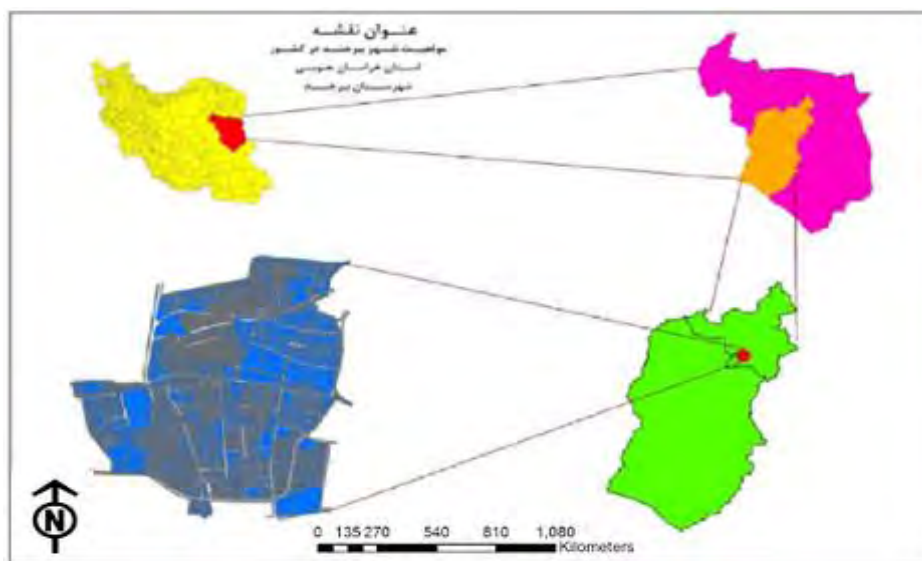 عنوان نقشه
موقعیت شهر بیرجند در کشور
استان خراسان جنوبی
شهرستان بیرجند
N
0 135 270 540 810 1,080
Kilometers